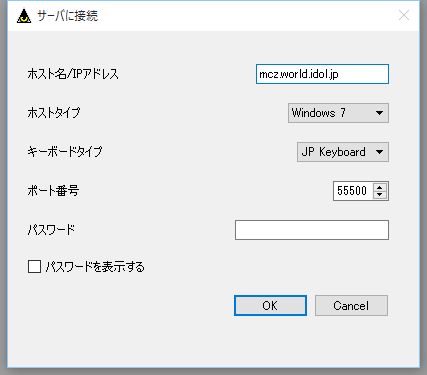 サーバに接続
ホスト名/IPアドレス mcz.world.idol.jp
ホストタイプ Windows 7
キーボードタイプ JP Keyboard
ポート番号 55500
パスワード
パスワードを表示する
OK Cancel